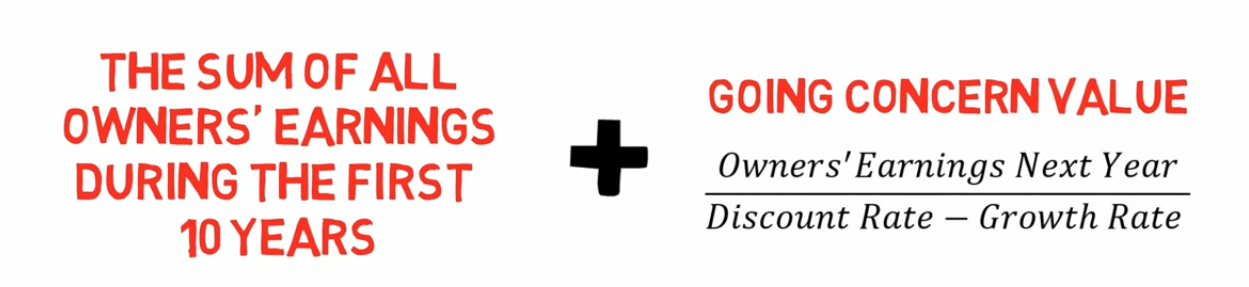 THE SUM OF ALL
OWNERS' EARNINGS
DURING THE FIRST
10 YEARS
+
GOING CONCERN VALUE
Owners' Earnings Next Year
Discount Rate − Growth Rate